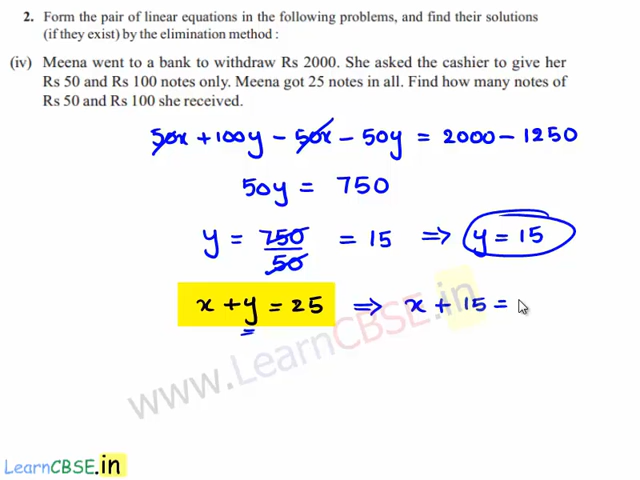 2. Form the pair of linear equations in the following problems, and find their solutions
(if they exist) by the elimination method :
(iv) Meena went to a bank to withdraw Rs 2000. She asked the cashier to give her
Rs 50 and Rs 100 notes only. Meena got 25 notes in all. Find how many notes of
Rs 50 and Rs 100 she received.
50x + 100y − 50x − 50y = 2000 − 1250
50y = 750
y = 750/50 = 15 ⇒ y = 15
x + y = 25 ⇒ x + 15 =
www.LearnCBSE.in
LearnCBSE.in